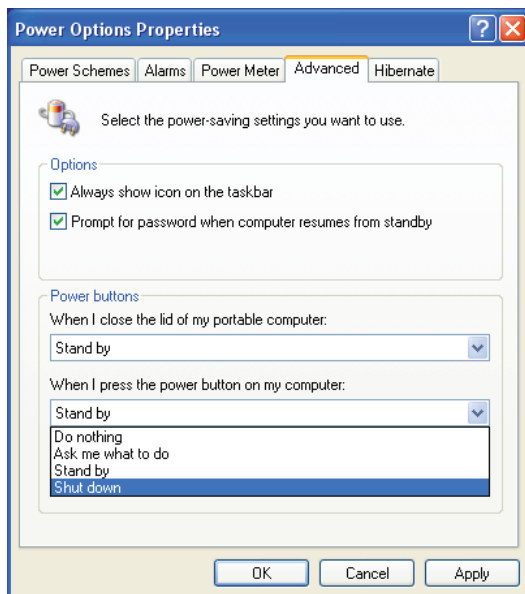 Power Options Properties
Power Schemes Alarms Power Meter Advanced Hibernate
Select the power-saving settings you want to use.
Options
Always show icon on the taskbar
Prompt for password when computer resumes from standby
Power buttons
When I close the lid of my portable computer:
Stand by
When I press the power button on my computer:
Stand by
Do nothing
Ask me what to do
Stand by
Shut down
OK Cancel Apply